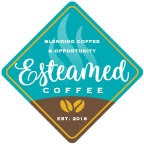 BLENDING COFFEE
& OPPORTUNITY
Esteamed
COFFEE
EST. 2018